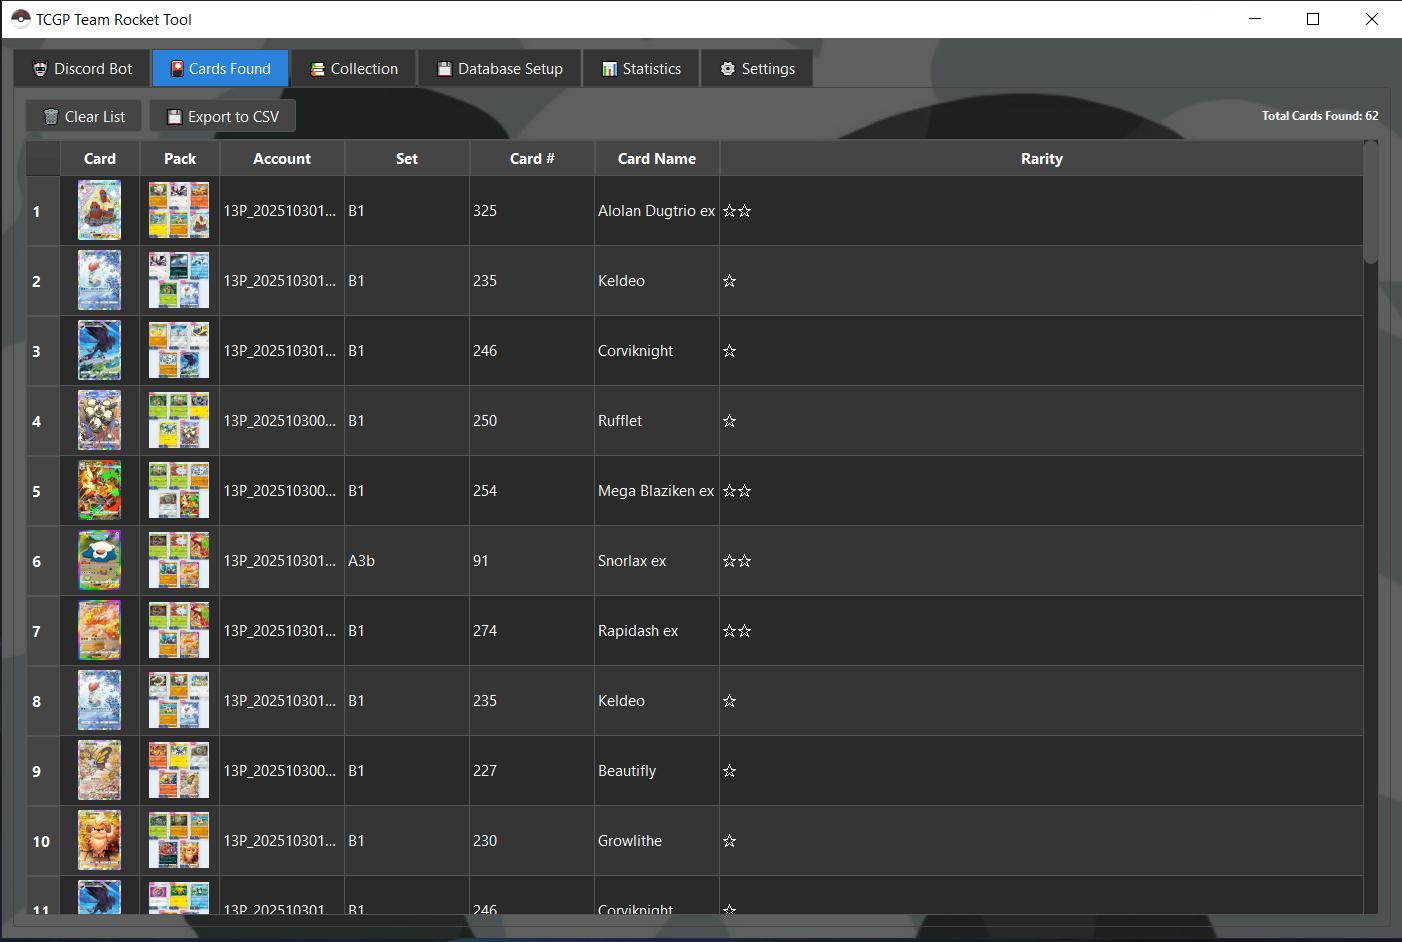 TCGP Team Rocket Tool
Discord Bot Cards Found Collection Database Setup Statistics Settings
Clear List Export to CSV Total Cards Found: 62
Card Pack Account Set Card # Card Name Rarity
1 13P_202510301... B1 325 Alolan Dugtrio ex ☆☆
2 13P_202510301... B1 235 Keldeo ☆
3 13P_202510301... B1 246 Corviknight ☆
4 13P_202510300... B1 250 Rufflet ☆
5 13P_202510300... B1 254 Mega Blaziken ex ☆☆
6 13P_202510301... A3b 91 Snorlax ex ☆☆
7 13P_202510301... B1 274 Rapidash ex ☆☆
8 13P_202510301... B1 235 Keldeo ☆
9 13P_202510300... B1 227 Beautifly ☆
10 13P_202510301... B1 230 Growlithe ☆
11 13P_202510301... B1 246 Corviknight ☆